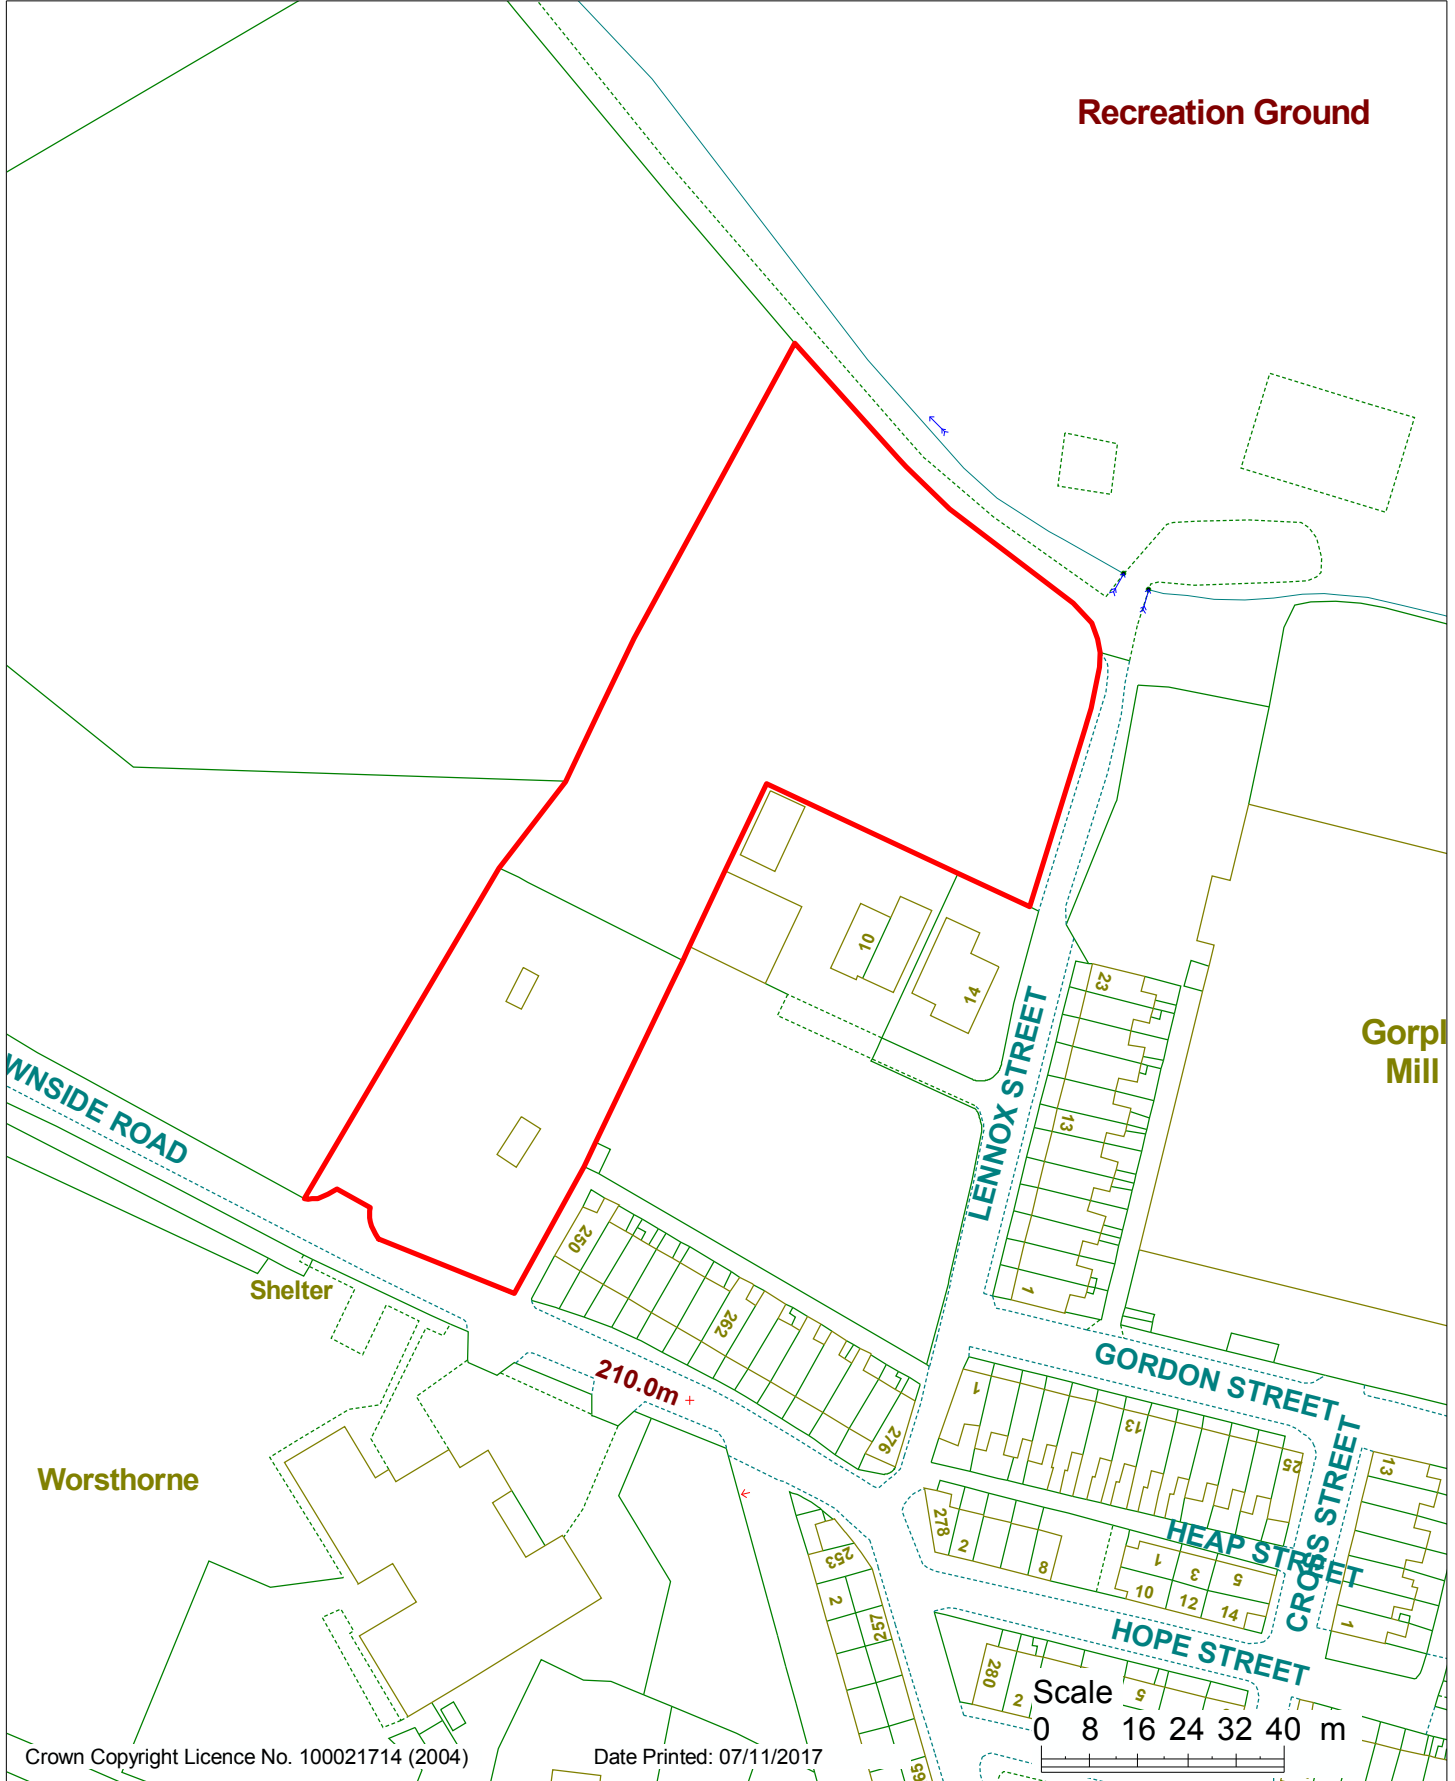 Recreation Ground
10
14
23
LENNOX STREET
13
1
Gorpl
Mill
WNSIDE ROAD
Shelter
250
262
276
210.0m
GORDON STREET
1
13
25
CROSS STREET
13
1
Worsthorne
278
2
8
HEAP STREET
1
3
5
10
12
14
253
2
257
HOPE STREET
280
2
5
Scale
0 8 16 24 32 40 m
Crown Copyright Licence No. 100021714 (2004)
Date Printed: 07/11/2017